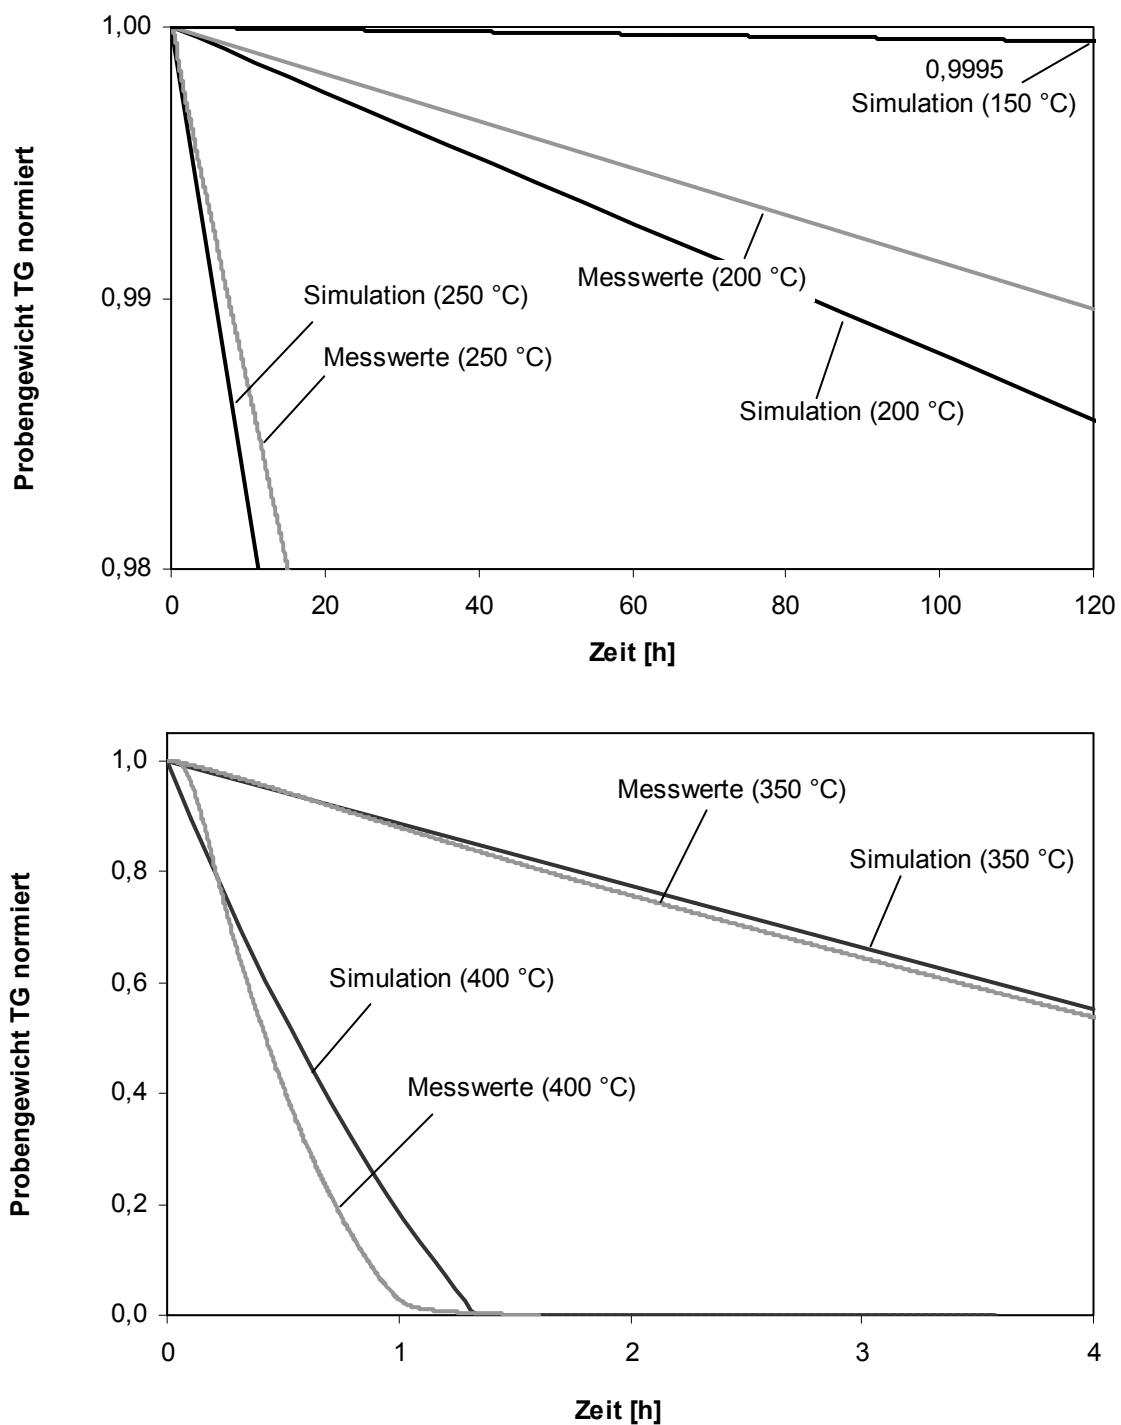 1,00
0,9995
Simulation (150 °C)
Messwerte (200 °C)
0,99
Simulation (250 °C)
Messwerte (250 °C)
Simulation (200 °C)
0,98
0 20 40 60 80 100 120
Zeit [h]
Probengewicht TG normiert
1,0
Messwerte (350 °C)
Simulation (350 °C)
0,8
0,6
Simulation (400 °C)
0,4
Messwerte (400 °C)
0,2
0,0
0 1 2 3 4
Zeit [h]
Probengewicht TG normiert